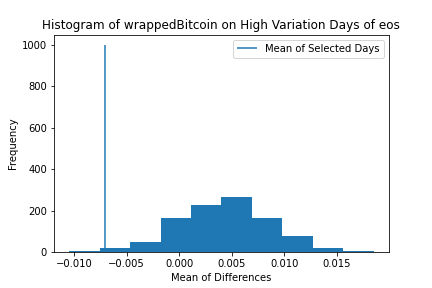 Histogram of wrappedBitcoin on High Variation Days of eos
Mean of Selected Days
1000
800
600
400
200
0
Frequency
−0.010 −0.005 0.000 0.005 0.010 0.015
Mean of Differences